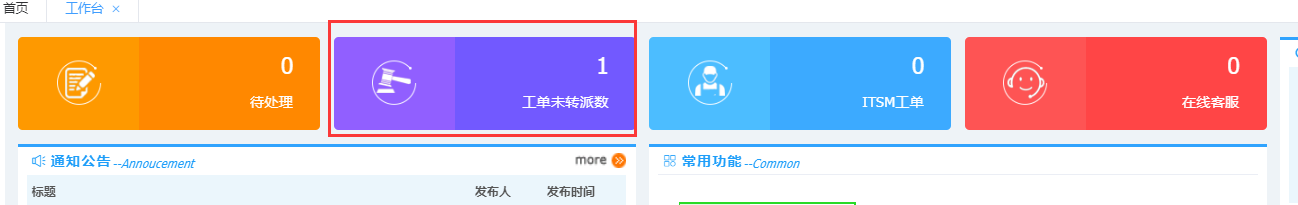 首页 工作台 ×
0
待处理
1
工单未转派数
0
ITSM工单
0
在线客服
通知公告 --Annoucement more
常用功能 --Common
标题 发布人 发布时间